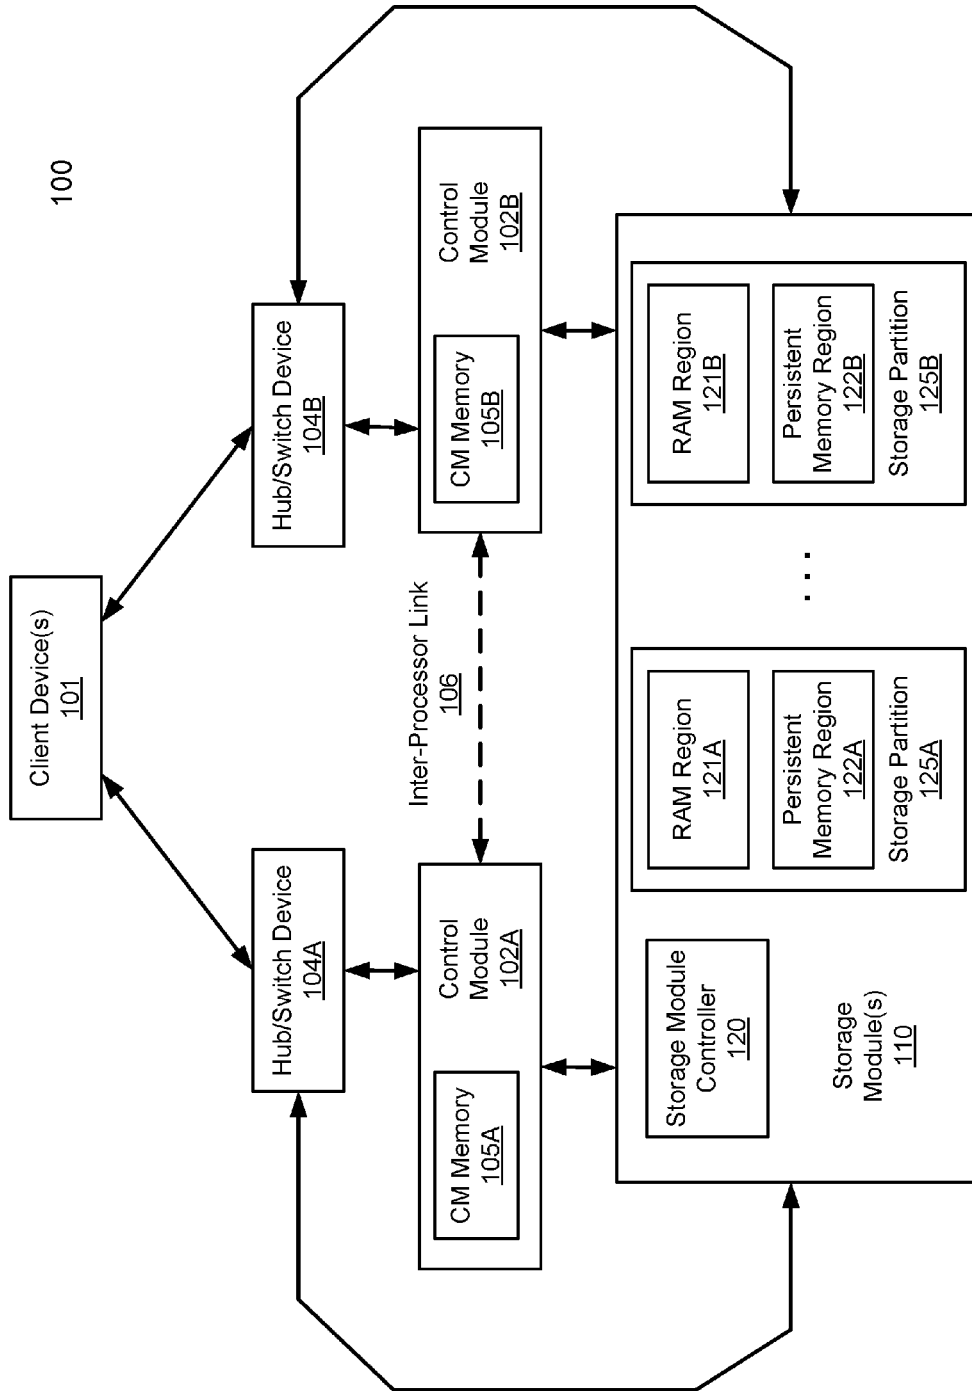 100
Client Device(s)
101
Hub/Switch Device
104A
Hub/Switch Device
104B
CM Memory
105A
Control
Module
102A
Inter-Processor Link
106
CM Memory
105B
Control
Module
102B
Storage Module
Controller
120
Storage
Module(s)
110
RAM Region
121A
Persistent
Memory Region
122A
Storage Partition
125A
. . .
RAM Region
121B
Persistent
Memory Region
122B
Storage Partition
125B